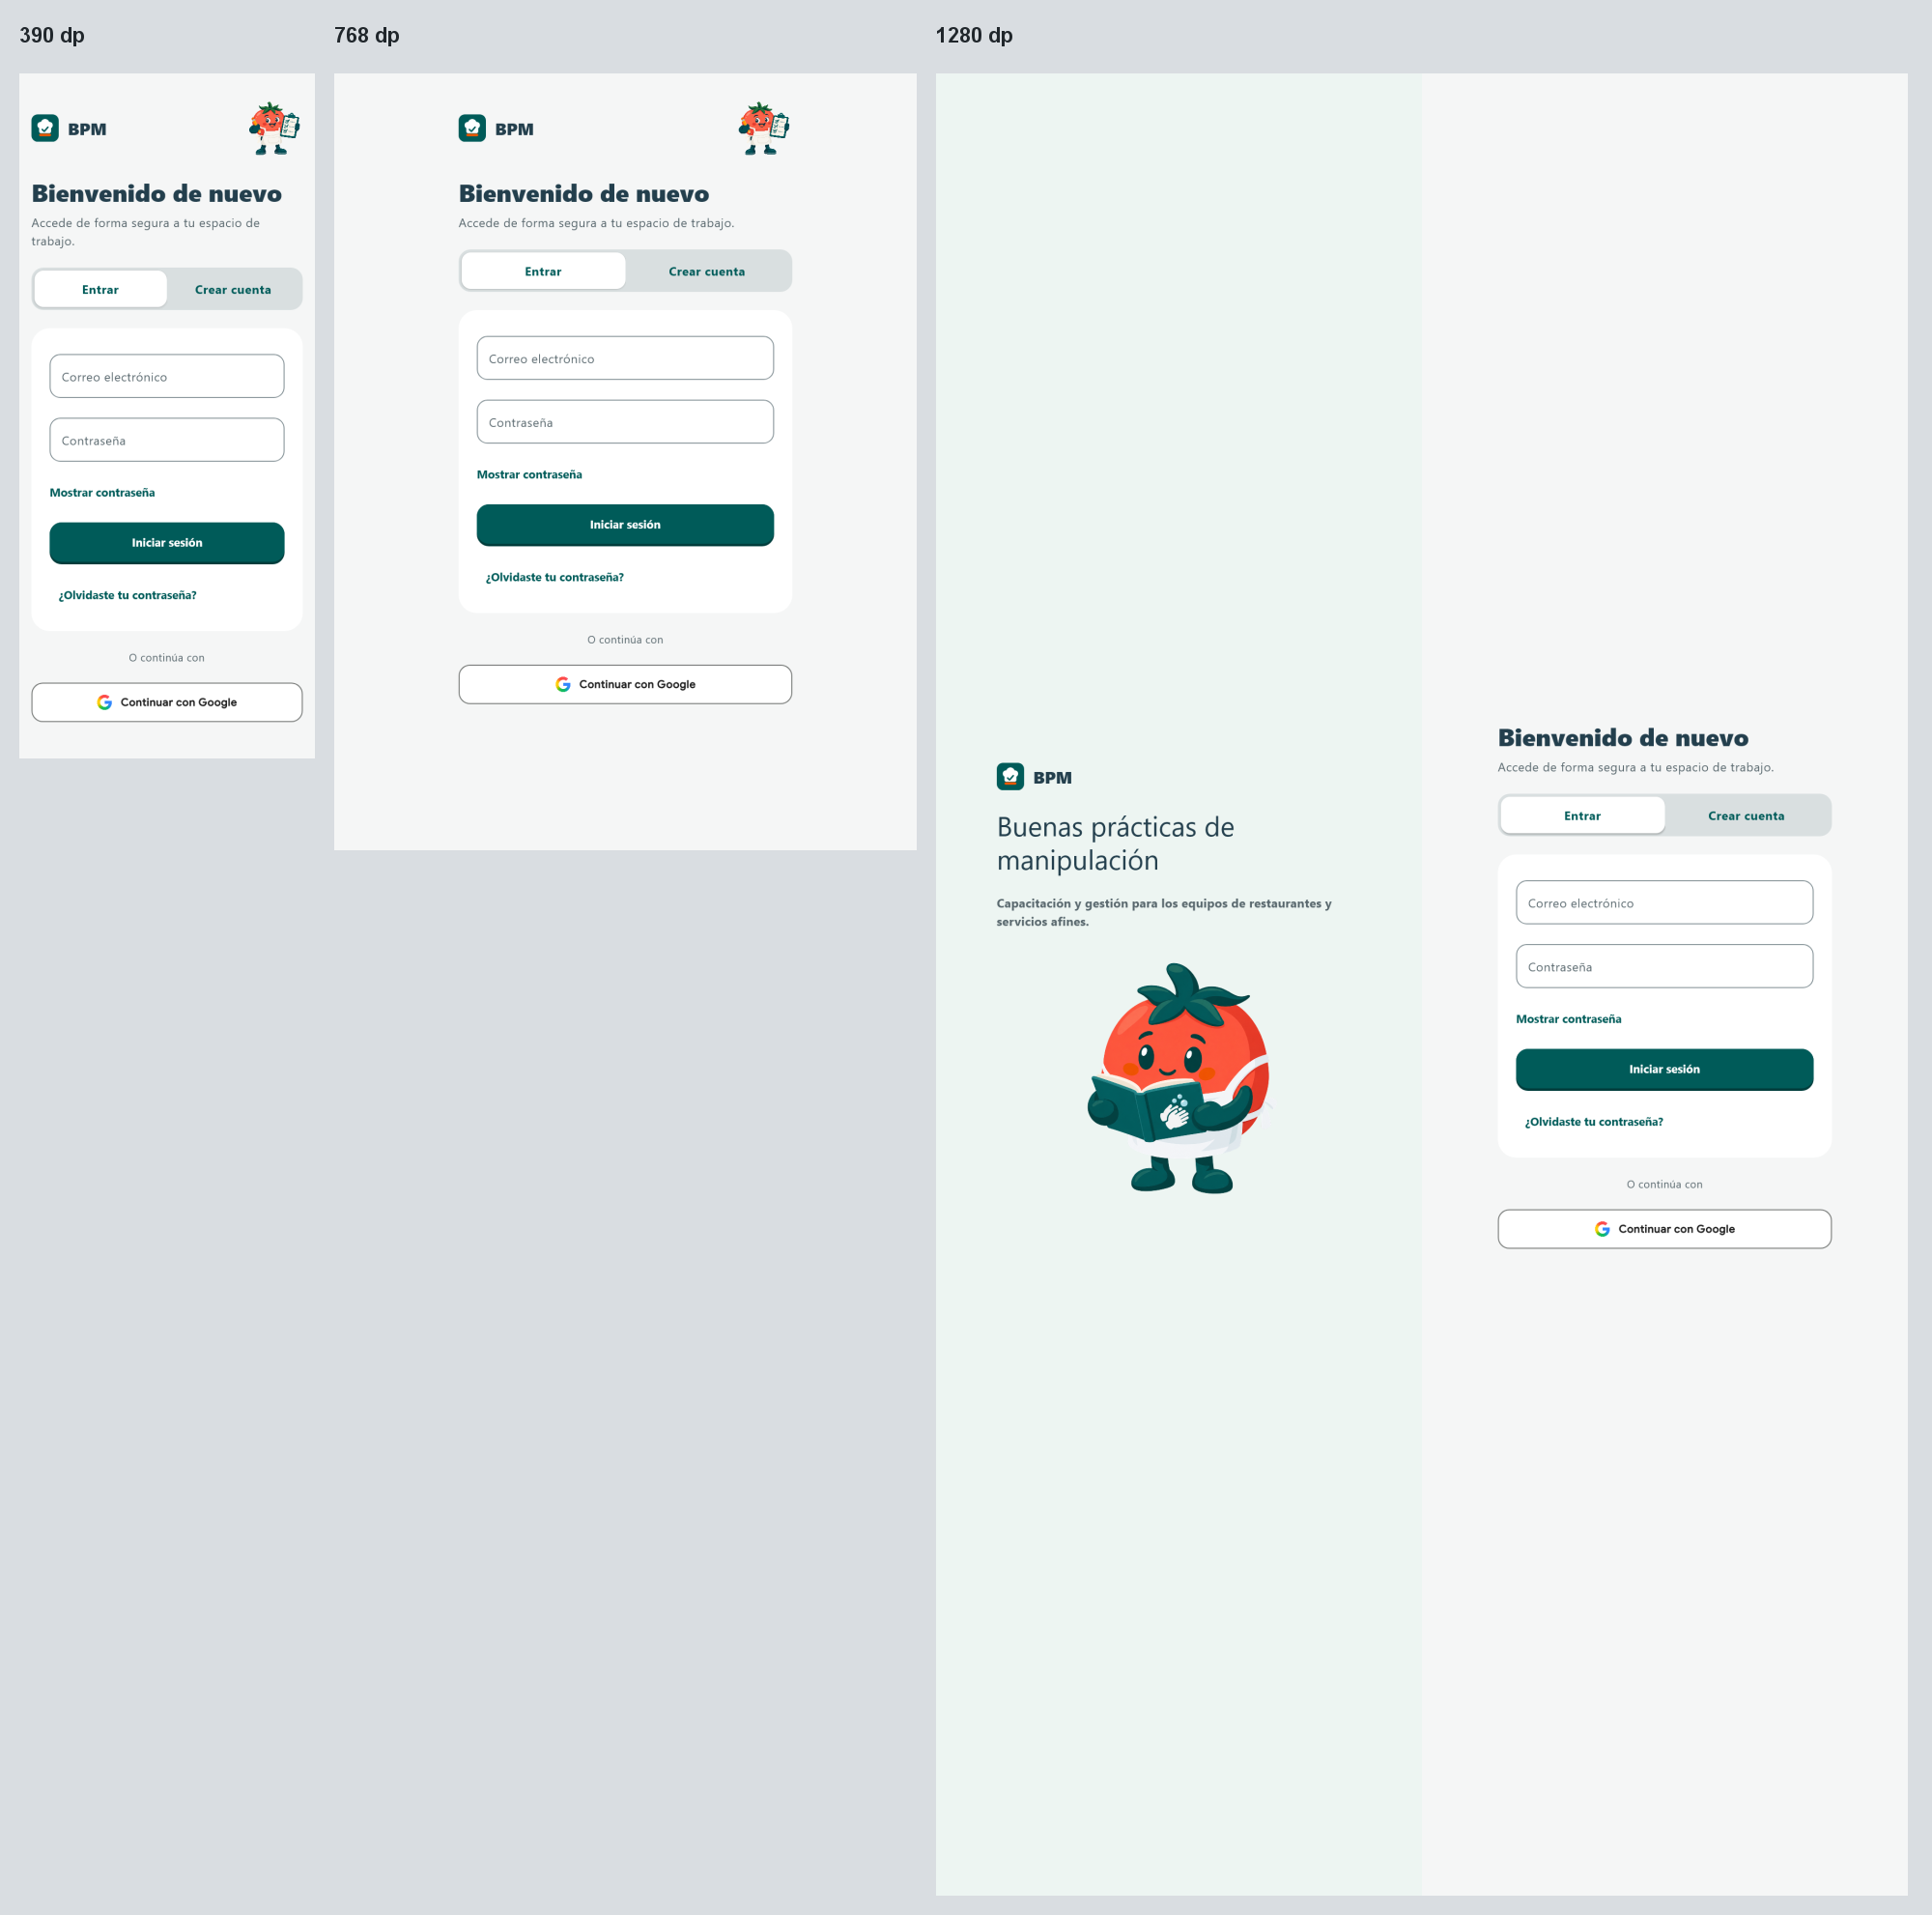 390 dp
BPM
Bienvenido de nuevo
Accede de forma segura a tu espacio de
trabajo.
Entrar
Crear cuenta
Correo electrónico
Contraseña
Mostrar contraseña
Iniciar sesión
¿Olvidaste tu contraseña?
O continúa con
Continuar con Google
768 dp
BPM
Bienvenido de nuevo
Accede de forma segura a tu espacio de trabajo.
Entrar
Crear cuenta
Correo electrónico
Contraseña
Mostrar contraseña
Iniciar sesión
¿Olvidaste tu contraseña?
O continúa con
Continuar con Google
1280 dp
BPM
Buenas prácticas de
manipulación
Capacitación y gestión para los equipos de restaurantes y
servicios afines.
Bienvenido de nuevo
Accede de forma segura a tu espacio de trabajo.
Entrar
Crear cuenta
Correo electrónico
Contraseña
Mostrar contraseña
Iniciar sesión
¿Olvidaste tu contraseña?
O continúa con
Continuar con Google